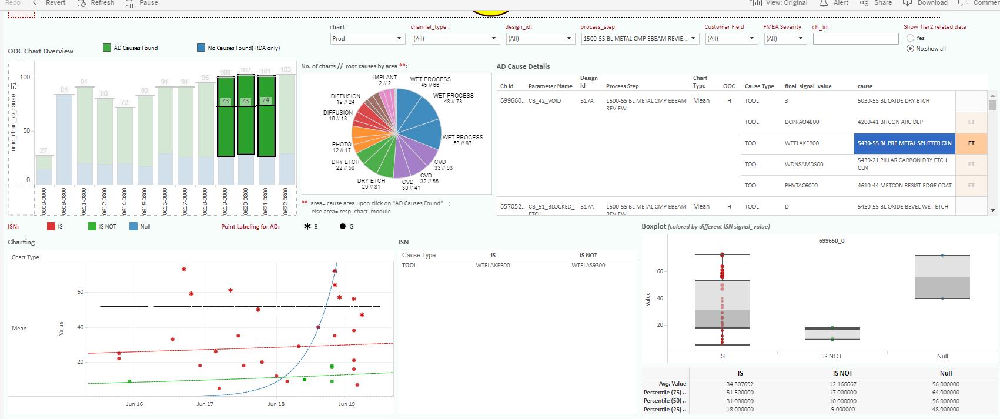 Redo Revert Refresh Pause View: Original Alert Share Download Commen
chart channel_type : design_id: process_step: Customer Field FMEA Severity ch_id: Show Tier2 related data
Prod (All) (All) 1500-55 BL METAL CMP EBEAM REVIE... (All) (All) Yes
No,show all
OOC Chart Overview AD Causes Found No Causes Found( RDA only)
uniq_chart_w_cause
100
50
0
27 84 91 80 72 83 91 91 95 100 102 101 103
73 73 74
0608-0800 0609-0800 0611-0800 0612-0800 0614-0800 0615-0800 0616-0800 0617-0800 0618-0800 0619-0800 0620-0800 0621-0800 0622-0800
No. of charts // root causes by area **:
IMPLANT
2 // 2
WET PROCESS
45 // 66
WET PROCESS
48 // 78
WET PROCESS
53 // 87
CVD
33 // 53
CVD
32 // 55
CVD
30 // 41
DRY ETCH
29 // 81
DRY ETCH
22 // 50
PHOTO
12 // 17
DIFFUSION
10 // 13
DIFFUSION
19 // 24
** area= cause area upon click on "AD Causes Found" ;
else area= resp. chart module
AD Cause Details
Ch Id Parameter Name Design Id Process Step Chart Type OOC Cause Type final_signal_value cause
699660.. CB_42_VOID B17A 1500-55 BL METAL CMP EBEAM REVIEW Mean H TOOL 3 5030-55 BL OXIDE DRY ETCH
TOOL DCPRAO4800 4200-41 BITCON ARC DEP ET
TOOL WTELAKEB00 5430-55 BL PRE METAL SPUTTER CLN ET
TOOL WDNSAMDS00 5430-21 PILLAR CARBON DRY ETCH CLN ET
TOOL PHVTAC6000 4610-44 METCON RESIST EDGE COAT ET
657052.. CB_51_BLOCKED_ETCH B17A 1500-55 BL METAL CMP EBEAM REVIEW Mean H TOOL D 5450-55 BL OXIDE BEVEL WET ETCH
ISN: IS IS NOT Null Point Labeling for AD: B G
Charting
Chart Type
Mean
Value
60
40
20
Jun 16 Jun 17 Jun 18 Jun 19
ISN
Cause Type IS IS NOT
TOOL WTELAKEB00 WTELAS9300
Boxplot (colored by different ISN signal_value)
699660_0
Value
60
40
20
IS IS NOT Null
IS IS NOT Null
Avg. Value 34.307692 12.166667 56.000000
Percentile (75) .. 51.500000 17.000000 64.000000
Percentile (50) .. 31.000000 10.000000 56.000000
Percentile (25) .. 18.000000 9.000000 48.000000